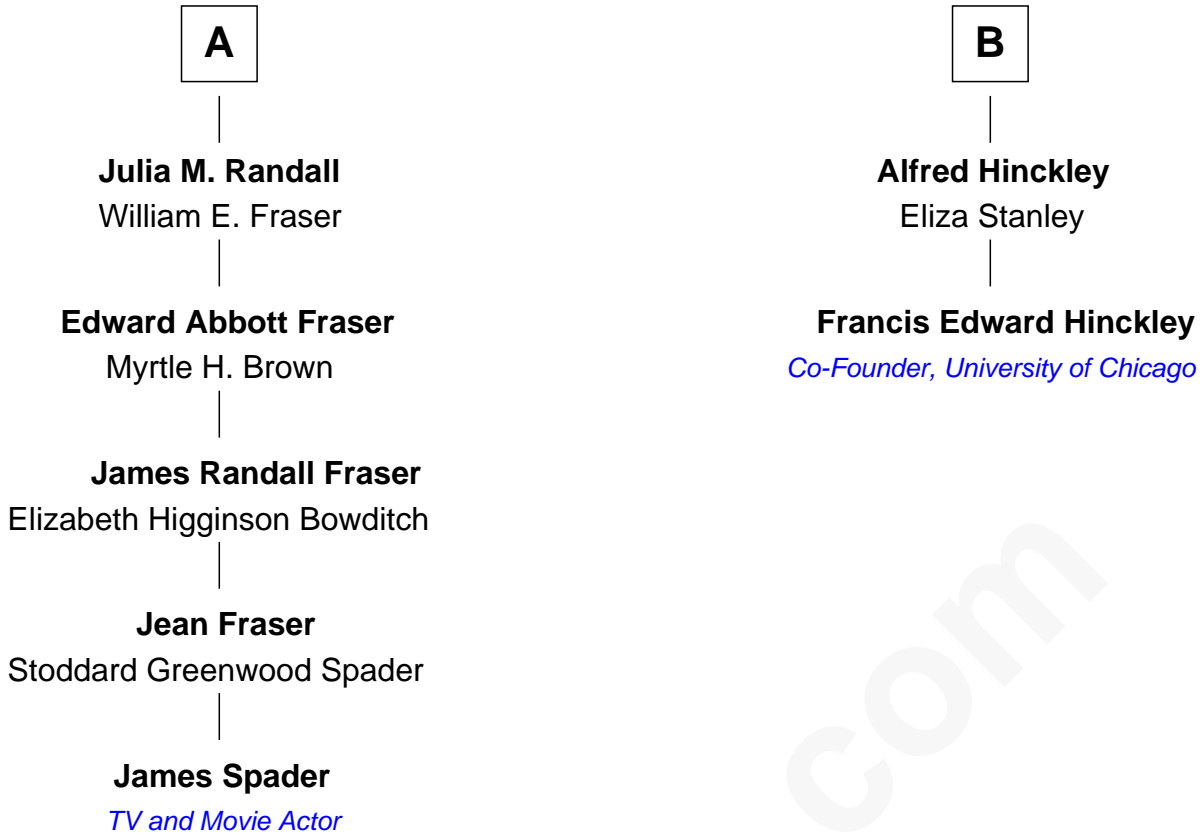 A
Julia M. Randall
William E. Fraser
Edward Abbott Fraser
Myrtle H. Brown
James Randall Fraser
Elizabeth Higginson Bowditch
Jean Fraser
Stoddard Greenwood Spader
James Spader
TV and Movie Actor
B
Alfred Hinckley
Eliza Stanley
Francis Edward Hinckley
Co-Founder, University of Chicago
com